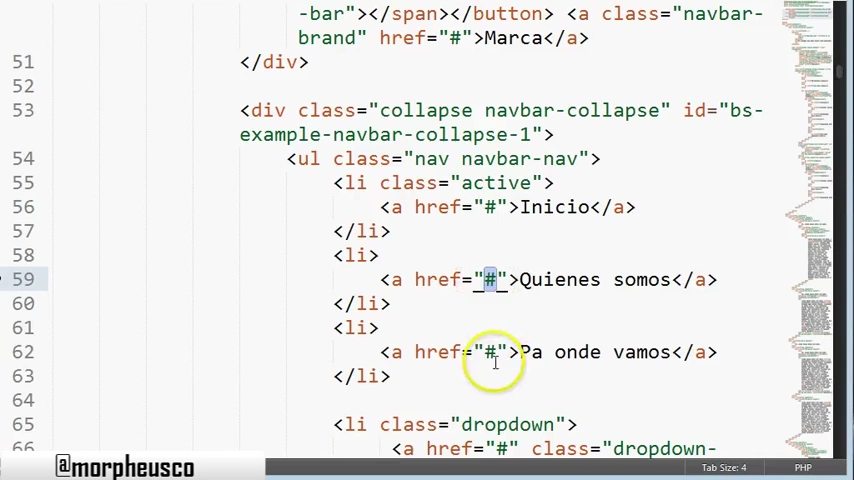 -bar"></span></button> <a class="navbar-
brand" href="#">Marca</a>
51 </div>
52
53 <div class="collapse navbar-collapse" id="bs-
example-navbar-collapse-1">
54 <ul class="nav navbar-nav">
55 <li class="active">
56 <a href="#">Inicio</a>
57 </li>
58 <li>
59 <a href="#">Quienes somos</a>
60 </li>
61 <li>
62 <a href="#">Pa onde vamos</a>
63 </li>
64
65 <li class="dropdown">
66 <a href="#" class="dropdown-
@morpheusco
Tab Size: 4 PHP